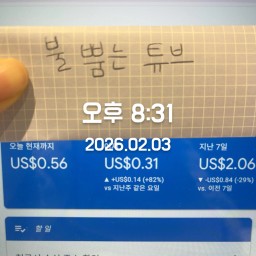 불 뿜는 튜브
오후 8:31
2026.02.03
오늘 현재까지
US$0.56
US$0.31
▲ +US$0.14 (+82%)
vs 지난주 같은 요일
지난 7일
US$2.06
▼ -US$0.84 (-29%)
vs. 이전 7일
할 일